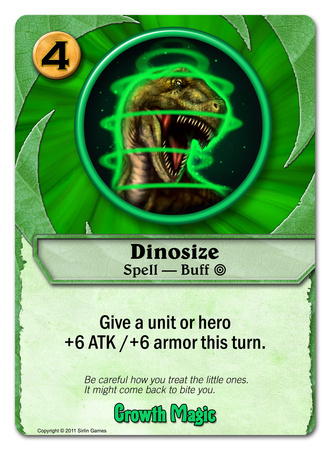 4
Dinosize
Spell — Buff ◎
Give a unit or hero
+6 ATK /+6 armor this turn.
Be careful how you treat the little ones.
It might come back to bite you.
Growth Magic
Copyright © 2011 Sirlin Games